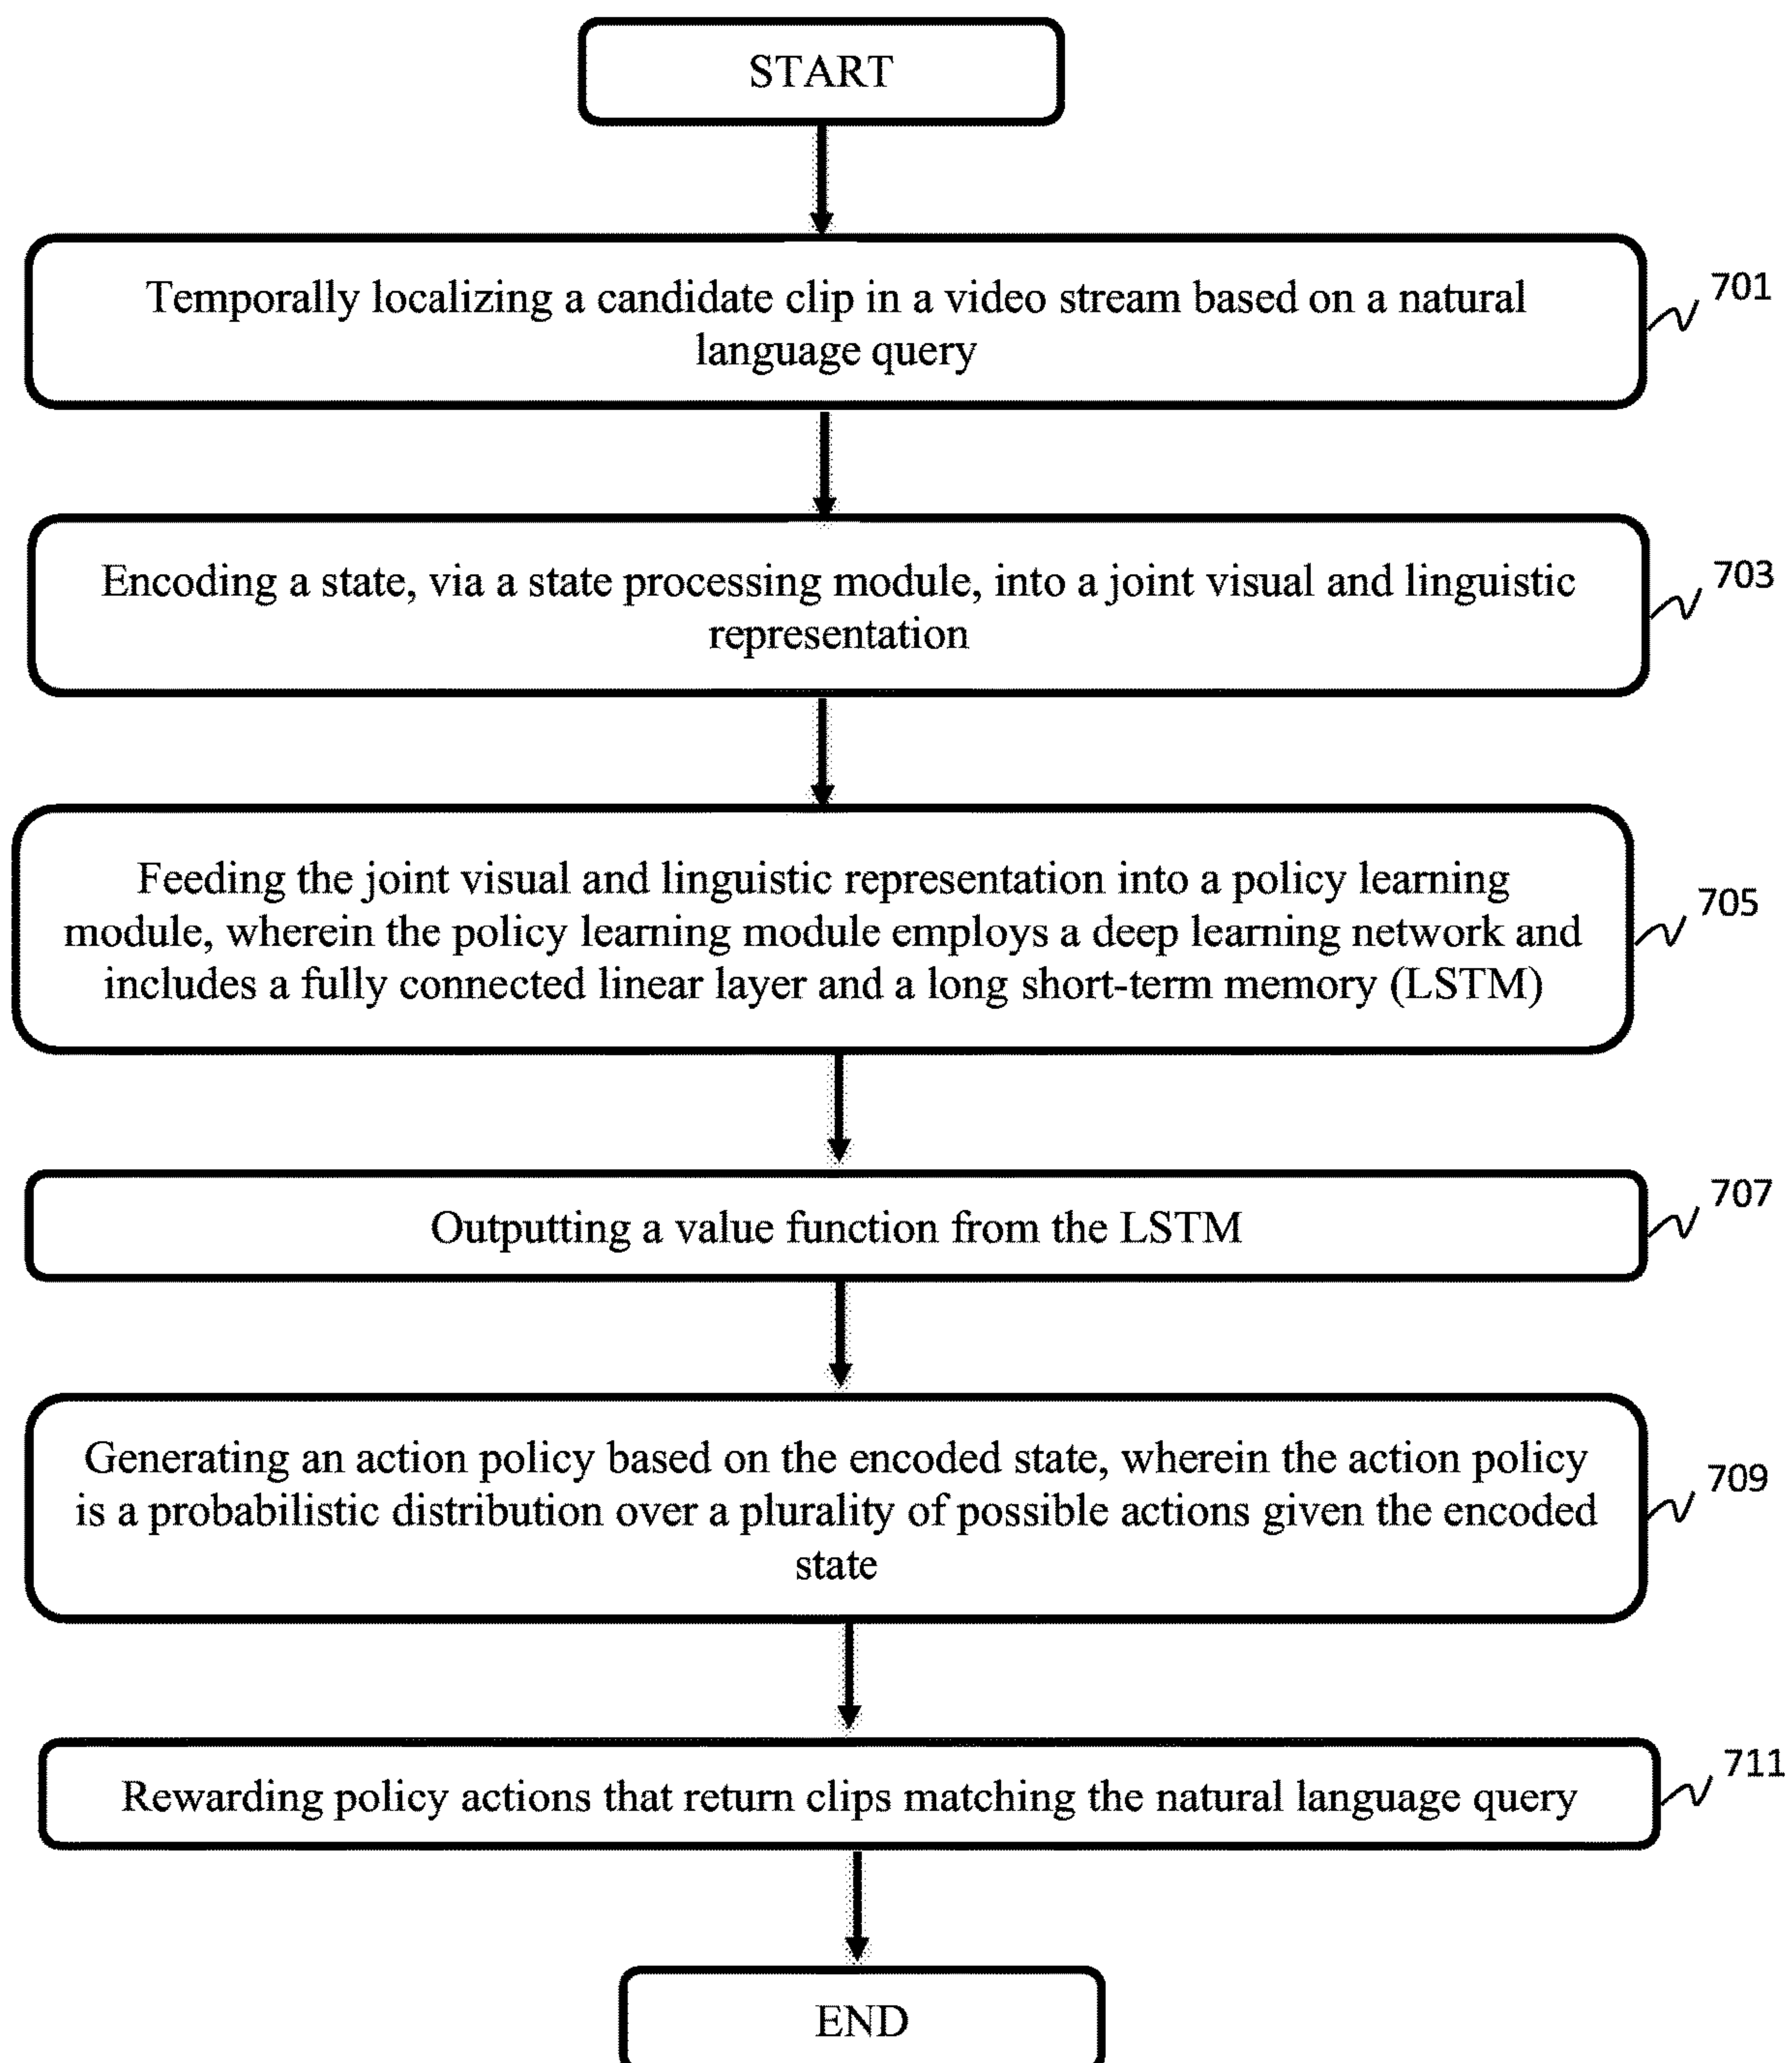 START
Temporally localizing a candidate clip in a video stream based on a natural
language query
701
Encoding a state, via a state processing module, into a joint visual and linguistic
representation
703
Feeding the joint visual and linguistic representation into a policy learning
module, wherein the policy learning module employs a deep learning network and
includes a fully connected linear layer and a long short-term memory (LSTM)
705
Outputting a value function from the LSTM
707
Generating an action policy based on the encoded state, wherein the action policy
is a probabilistic distribution over a plurality of possible actions given the encoded
state
709
Rewarding policy actions that return clips matching the natural language query
711
END